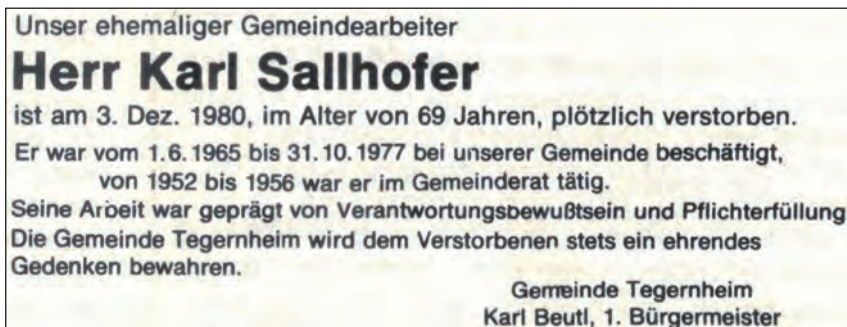 Unser ehemaliger Gemeindearbeiter
Herr Karl Sallhofer
ist am 3. Dez. 1980, im Alter von 69 Jahren, plötzlich verstorben.
Er war vom 1.6.1965 bis 31.10.1977 bei unserer Gemeinde beschäftigt,
von 1952 bis 1956 war er im Gemeinderat tätig.
Seine Arbeit war geprägt von Verantwortungsbewußtsein und Pflichterfüllung
Die Gemeinde Tegernheim wird dem Verstorbenen stets ein ehrendes
Gedenken bewahren.
Gemeinde Tegernheim
Karl Beutl, 1. Bürgermeister